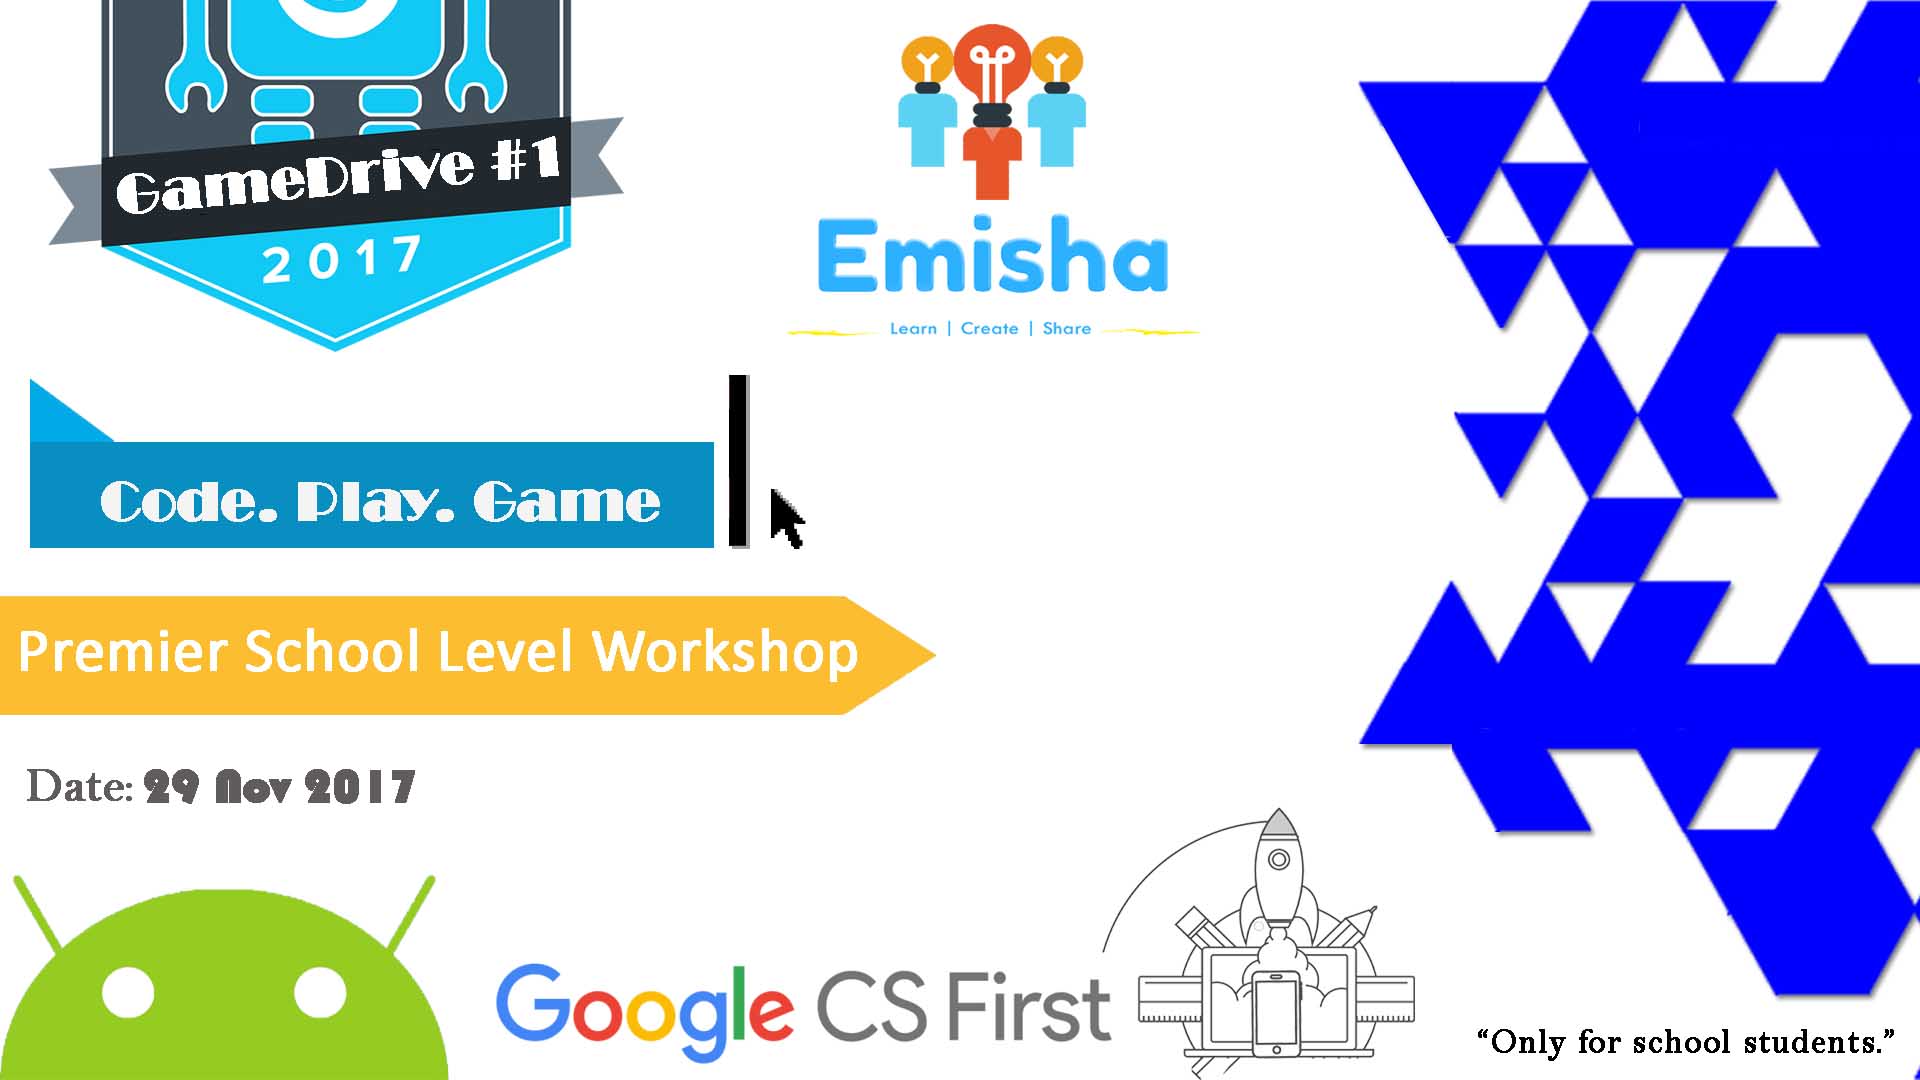 GameDrive #1
2017
Emisha
Learn | Create | Share
Code. Play. Game
Premier School Level Workshop
Date: 29 Nov 2017
Google CS First
“Only for school students.”